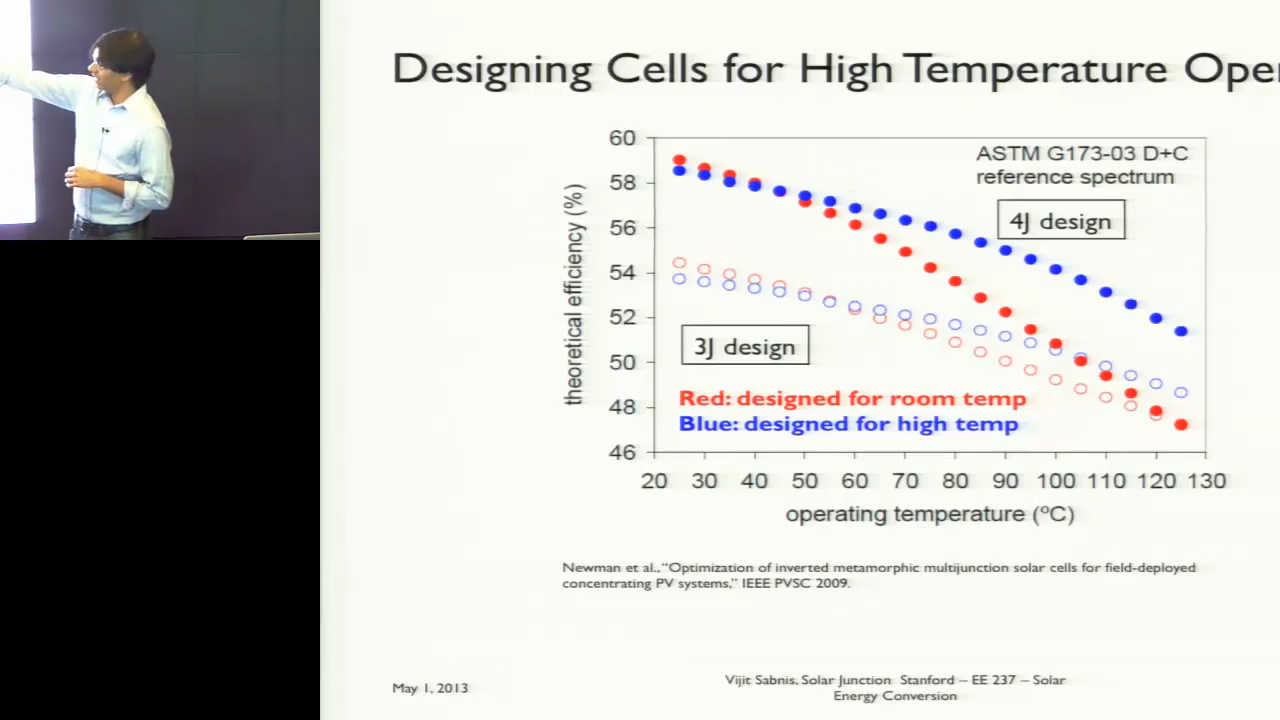 Designing Cells for High Temperature Oper
60
58
56
54
52
50
48
46
theoretical efficiency (%)
ASTM G173-03 D+C
reference spectrum
4J design
3J design
Red: designed for room temp
Blue: designed for high temp
20 30 40 50 60 70 80 90 100 110 120 130
operating temperature (°C)
Newman et al., "Optimization of inverted metamorphic multijunction solar cells for field-deployed
concentrating PV systems," IEEE PVSC 2009.
May 1, 2013
Vijit Sabnis, Solar Junction Stanford – EE 237 – Solar
Energy Conversion